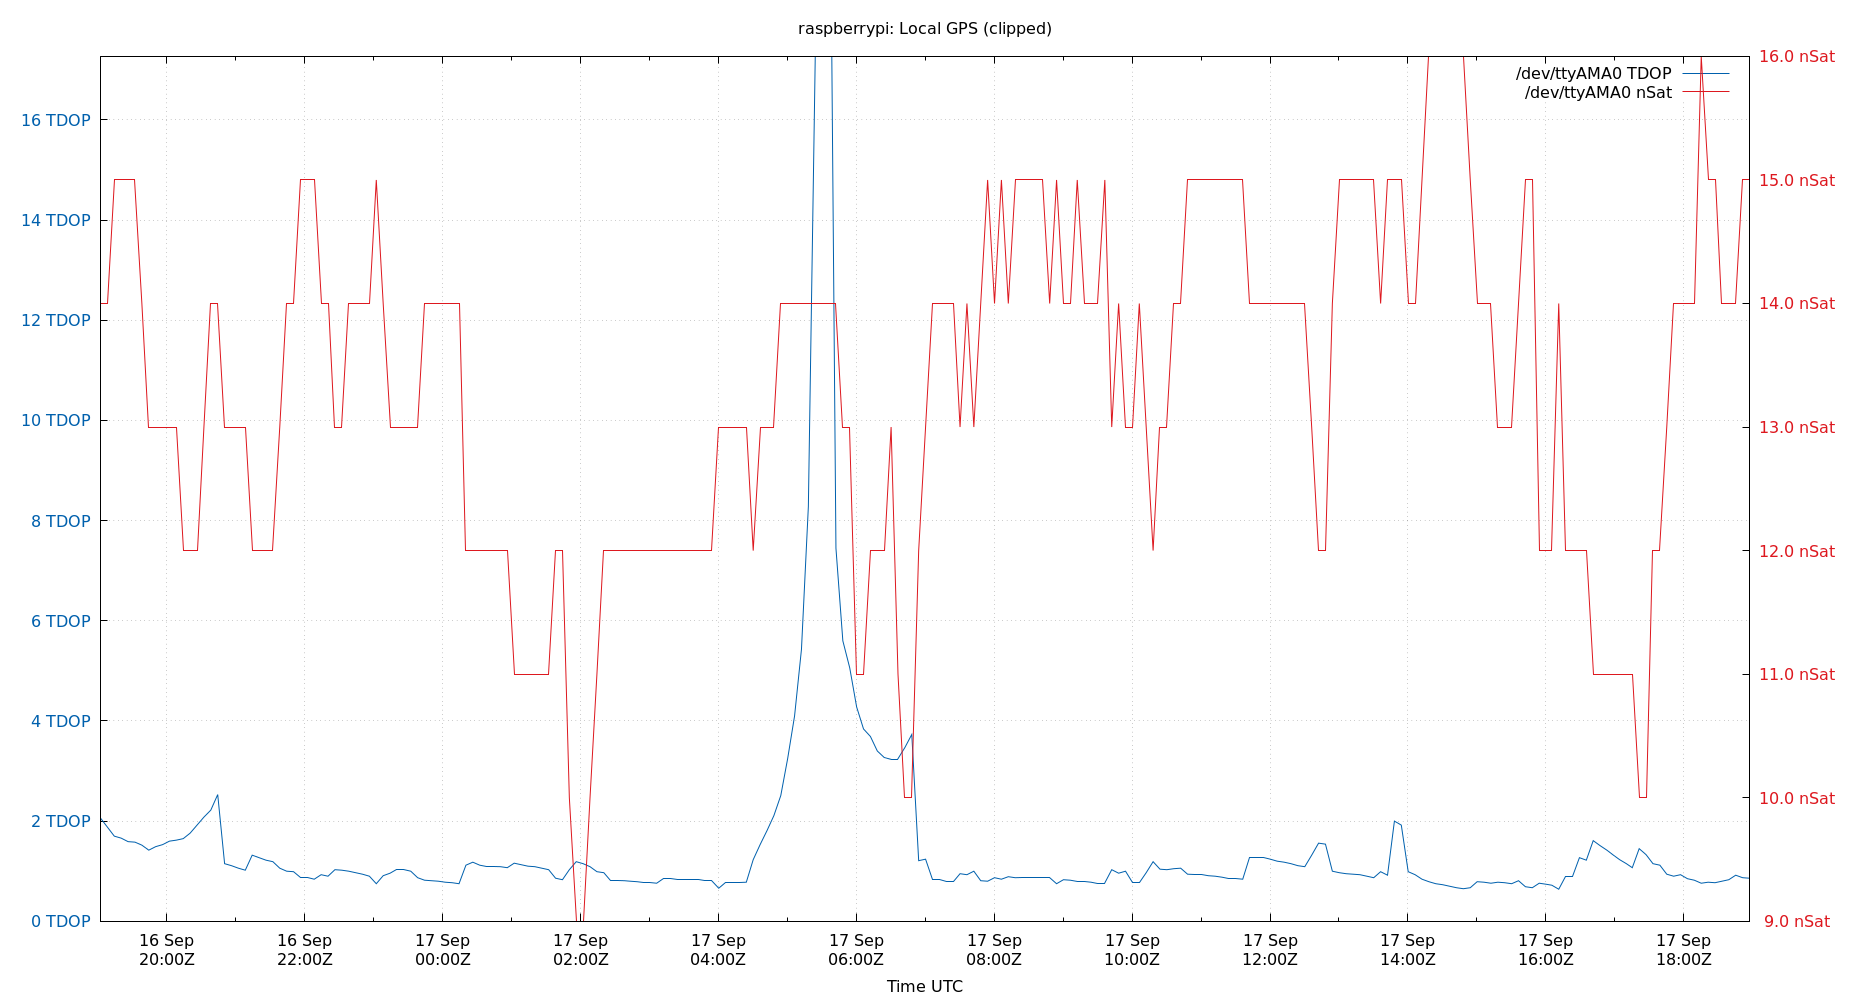 raspberrypi: Local GPS (clipped)
/dev/ttyAMA0 TDOP
/dev/ttyAMA0 nSat
16 TDOP
14 TDOP
12 TDOP
10 TDOP
8 TDOP
6 TDOP
4 TDOP
2 TDOP
0 TDOP
16.0 nSat
15.0 nSat
14.0 nSat
13.0 nSat
12.0 nSat
11.0 nSat
10.0 nSat
9.0 nSat
16 Sep
20:00Z
16 Sep
22:00Z
17 Sep
00:00Z
17 Sep
02:00Z
17 Sep
04:00Z
17 Sep
06:00Z
17 Sep
08:00Z
17 Sep
10:00Z
17 Sep
12:00Z
17 Sep
14:00Z
17 Sep
16:00Z
17 Sep
18:00Z
Time UTC